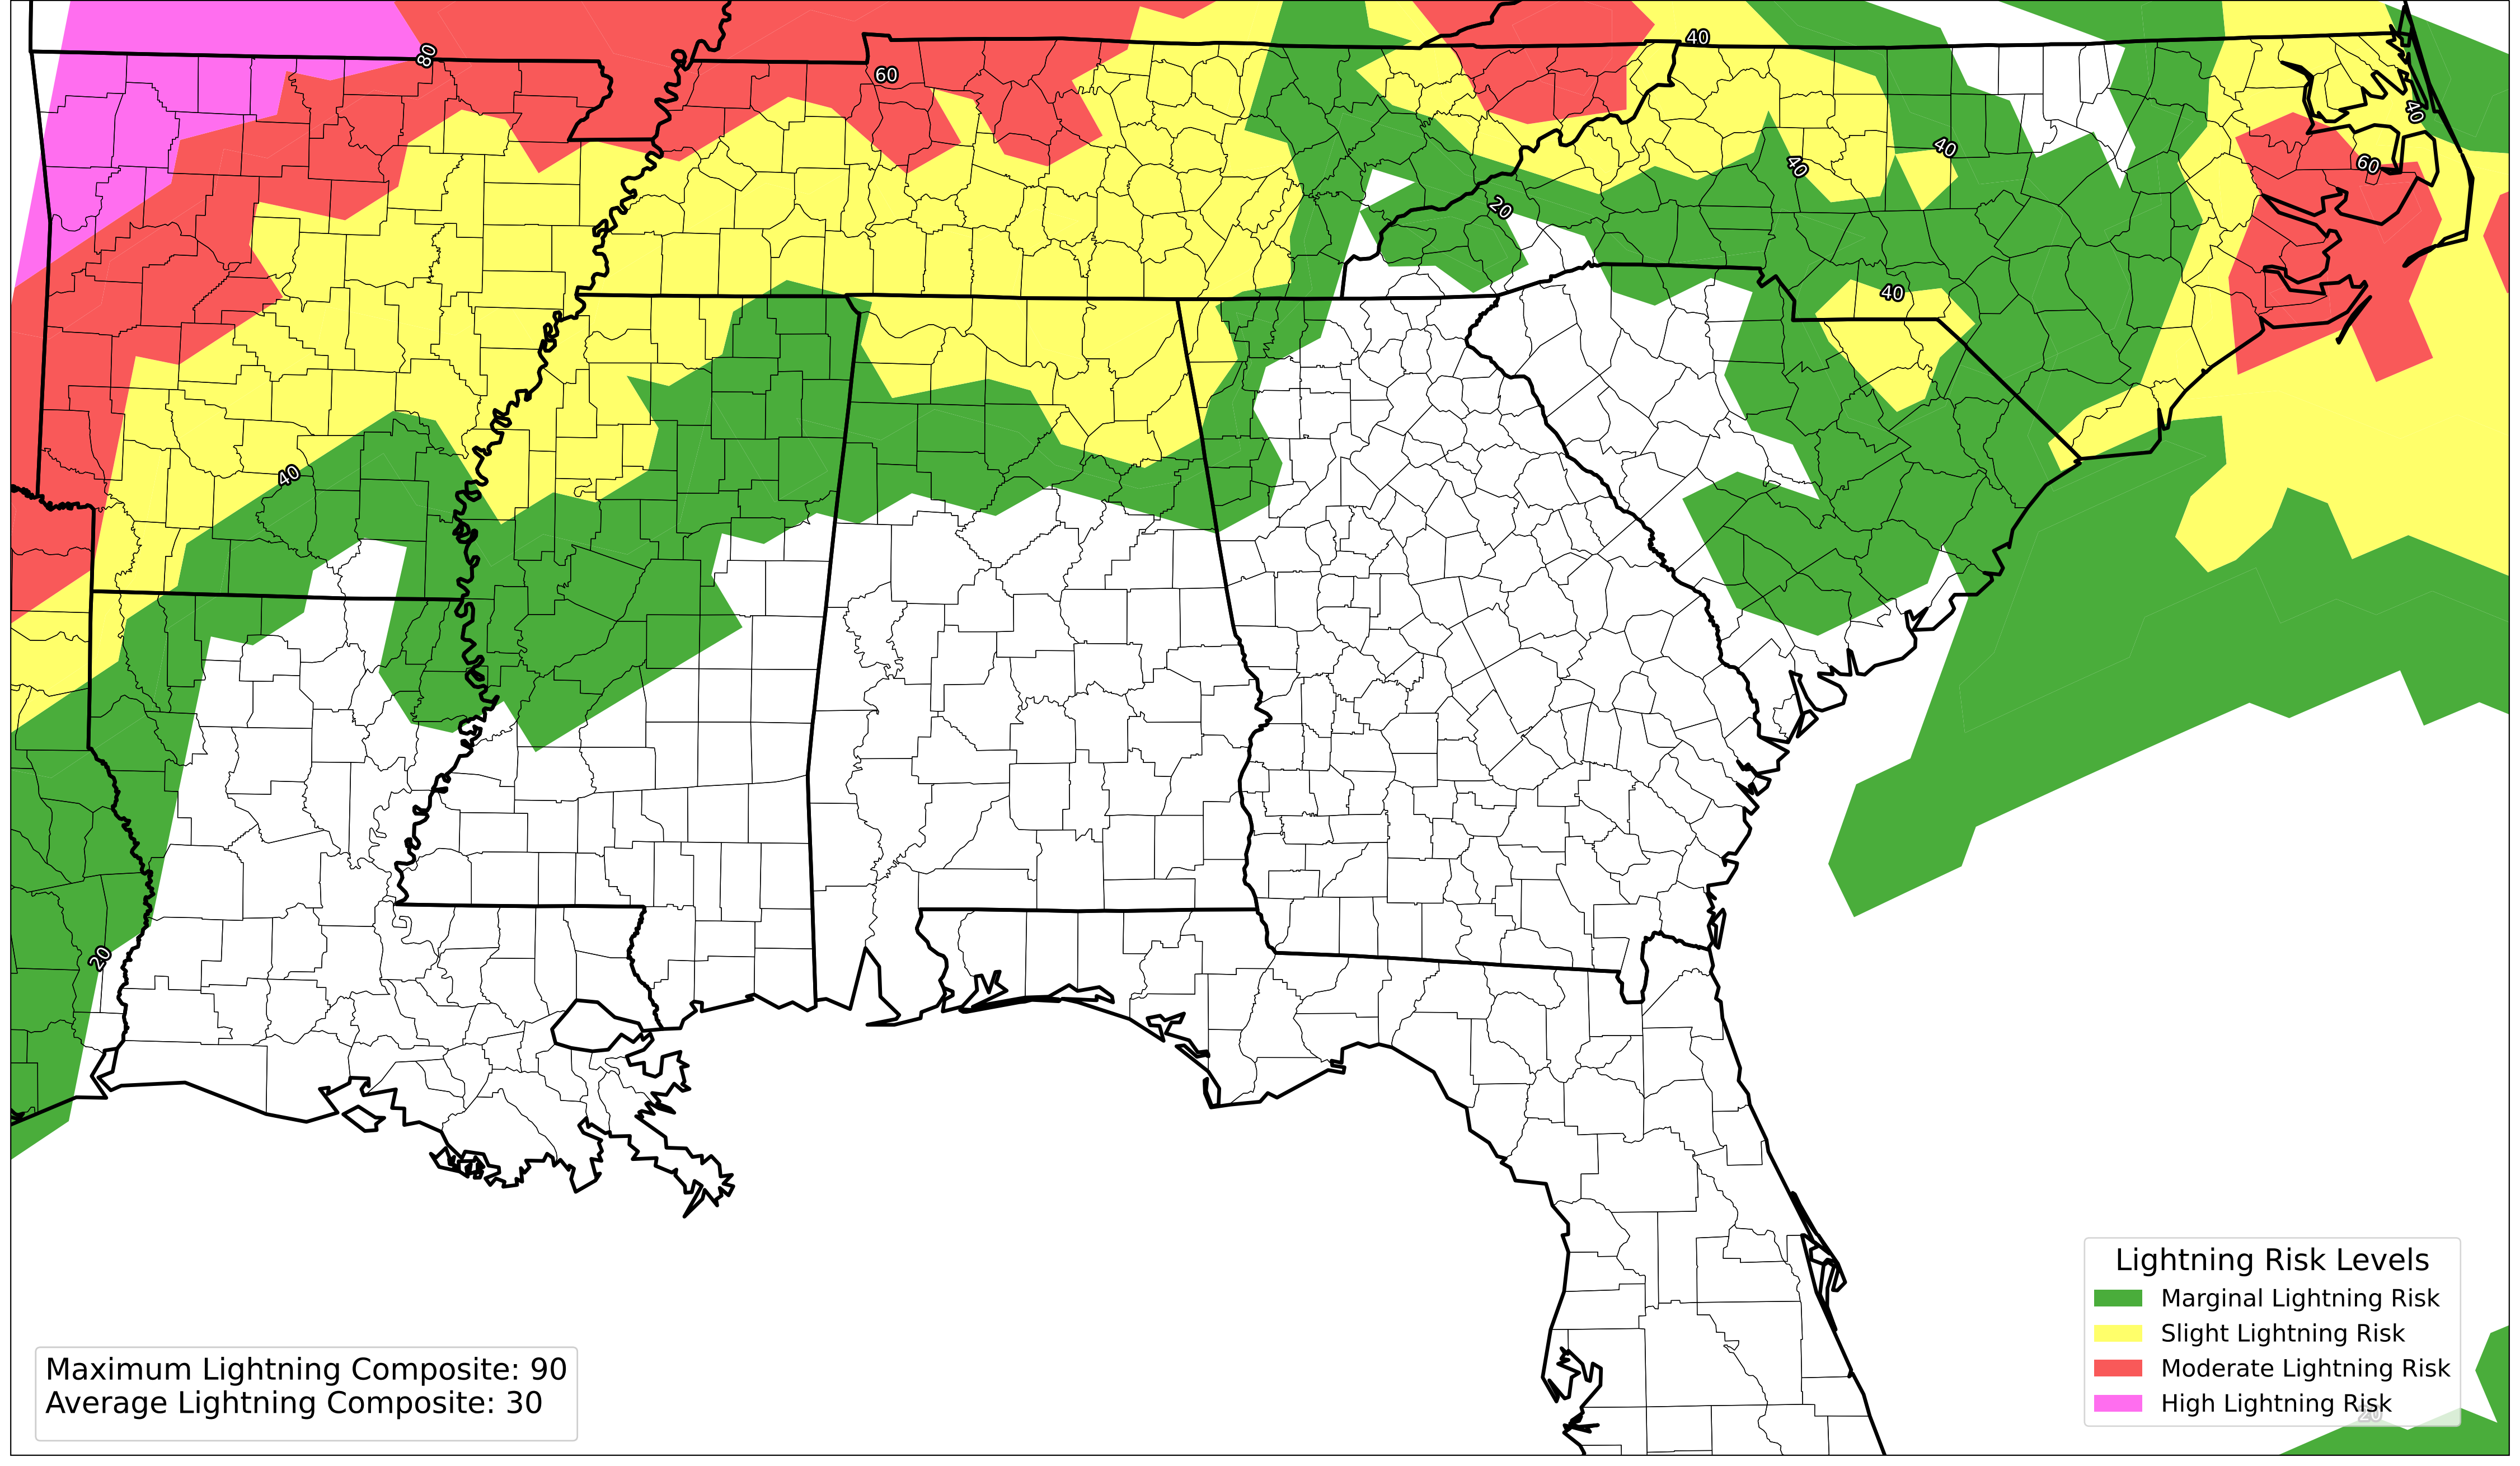 40
80
60
40
40
40
60
20
40
40
20
Lightning Risk Levels
Marginal Lightning Risk
Slight Lightning Risk
Moderate Lightning Risk
High Lightning Risk
20
Maximum Lightning Composite: 90
Average Lightning Composite: 30